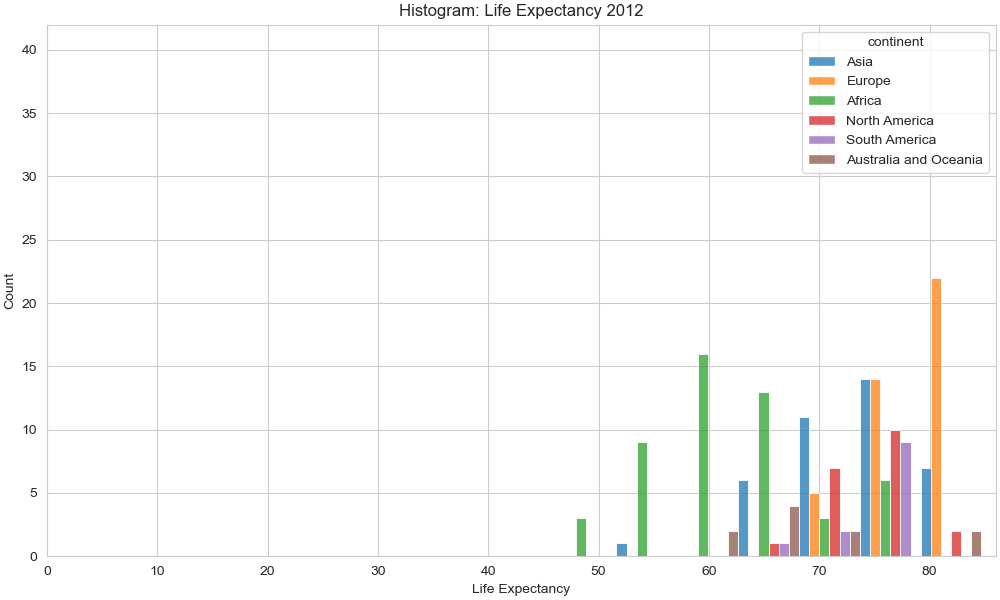 Histogram: Life Expectancy 2012
continent
Asia
Europe
Africa
North America
South America
Australia and Oceania
40
35
30
25
20
15
10
5
0
Count
0 10 20 30 40 50 60 70 80
Life Expectancy